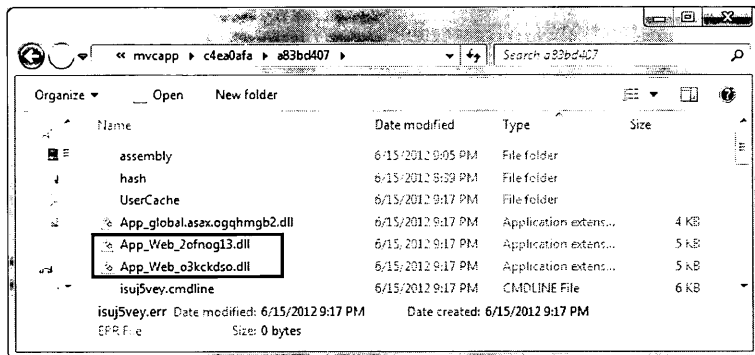 « mvcapp ▸ c4ea0afa ▸ a83bd407 ▸ Search a83bd407
Organize ▾ Open New folder
Name Date modified Type Size
assembly 6/15/2012 9:05 PM File folder
hash 6/15/2012 8:39 PM File folder
UserCache 6/15/2012 9:17 PM File folder
App_global.asax.ogqhmgb2.dll 6/15/2012 9:17 PM Application extens... 4 KB
App_Web_2ofnog13.dll 6/15/2012 9:17 PM Application extens... 5 KB
App_Web_o3kckdso.dll 6/15/2012 9:17 PM Application extens... 5 KB
isuj5vey.cmdline 6/15/2012 9:17 PM CMDLINE File 6 KB
isuj5vey.err Date modified: 6/15/2012 9:17 PM Date created: 6/15/2012 9:17 PM
ERR File Size: 0 bytes